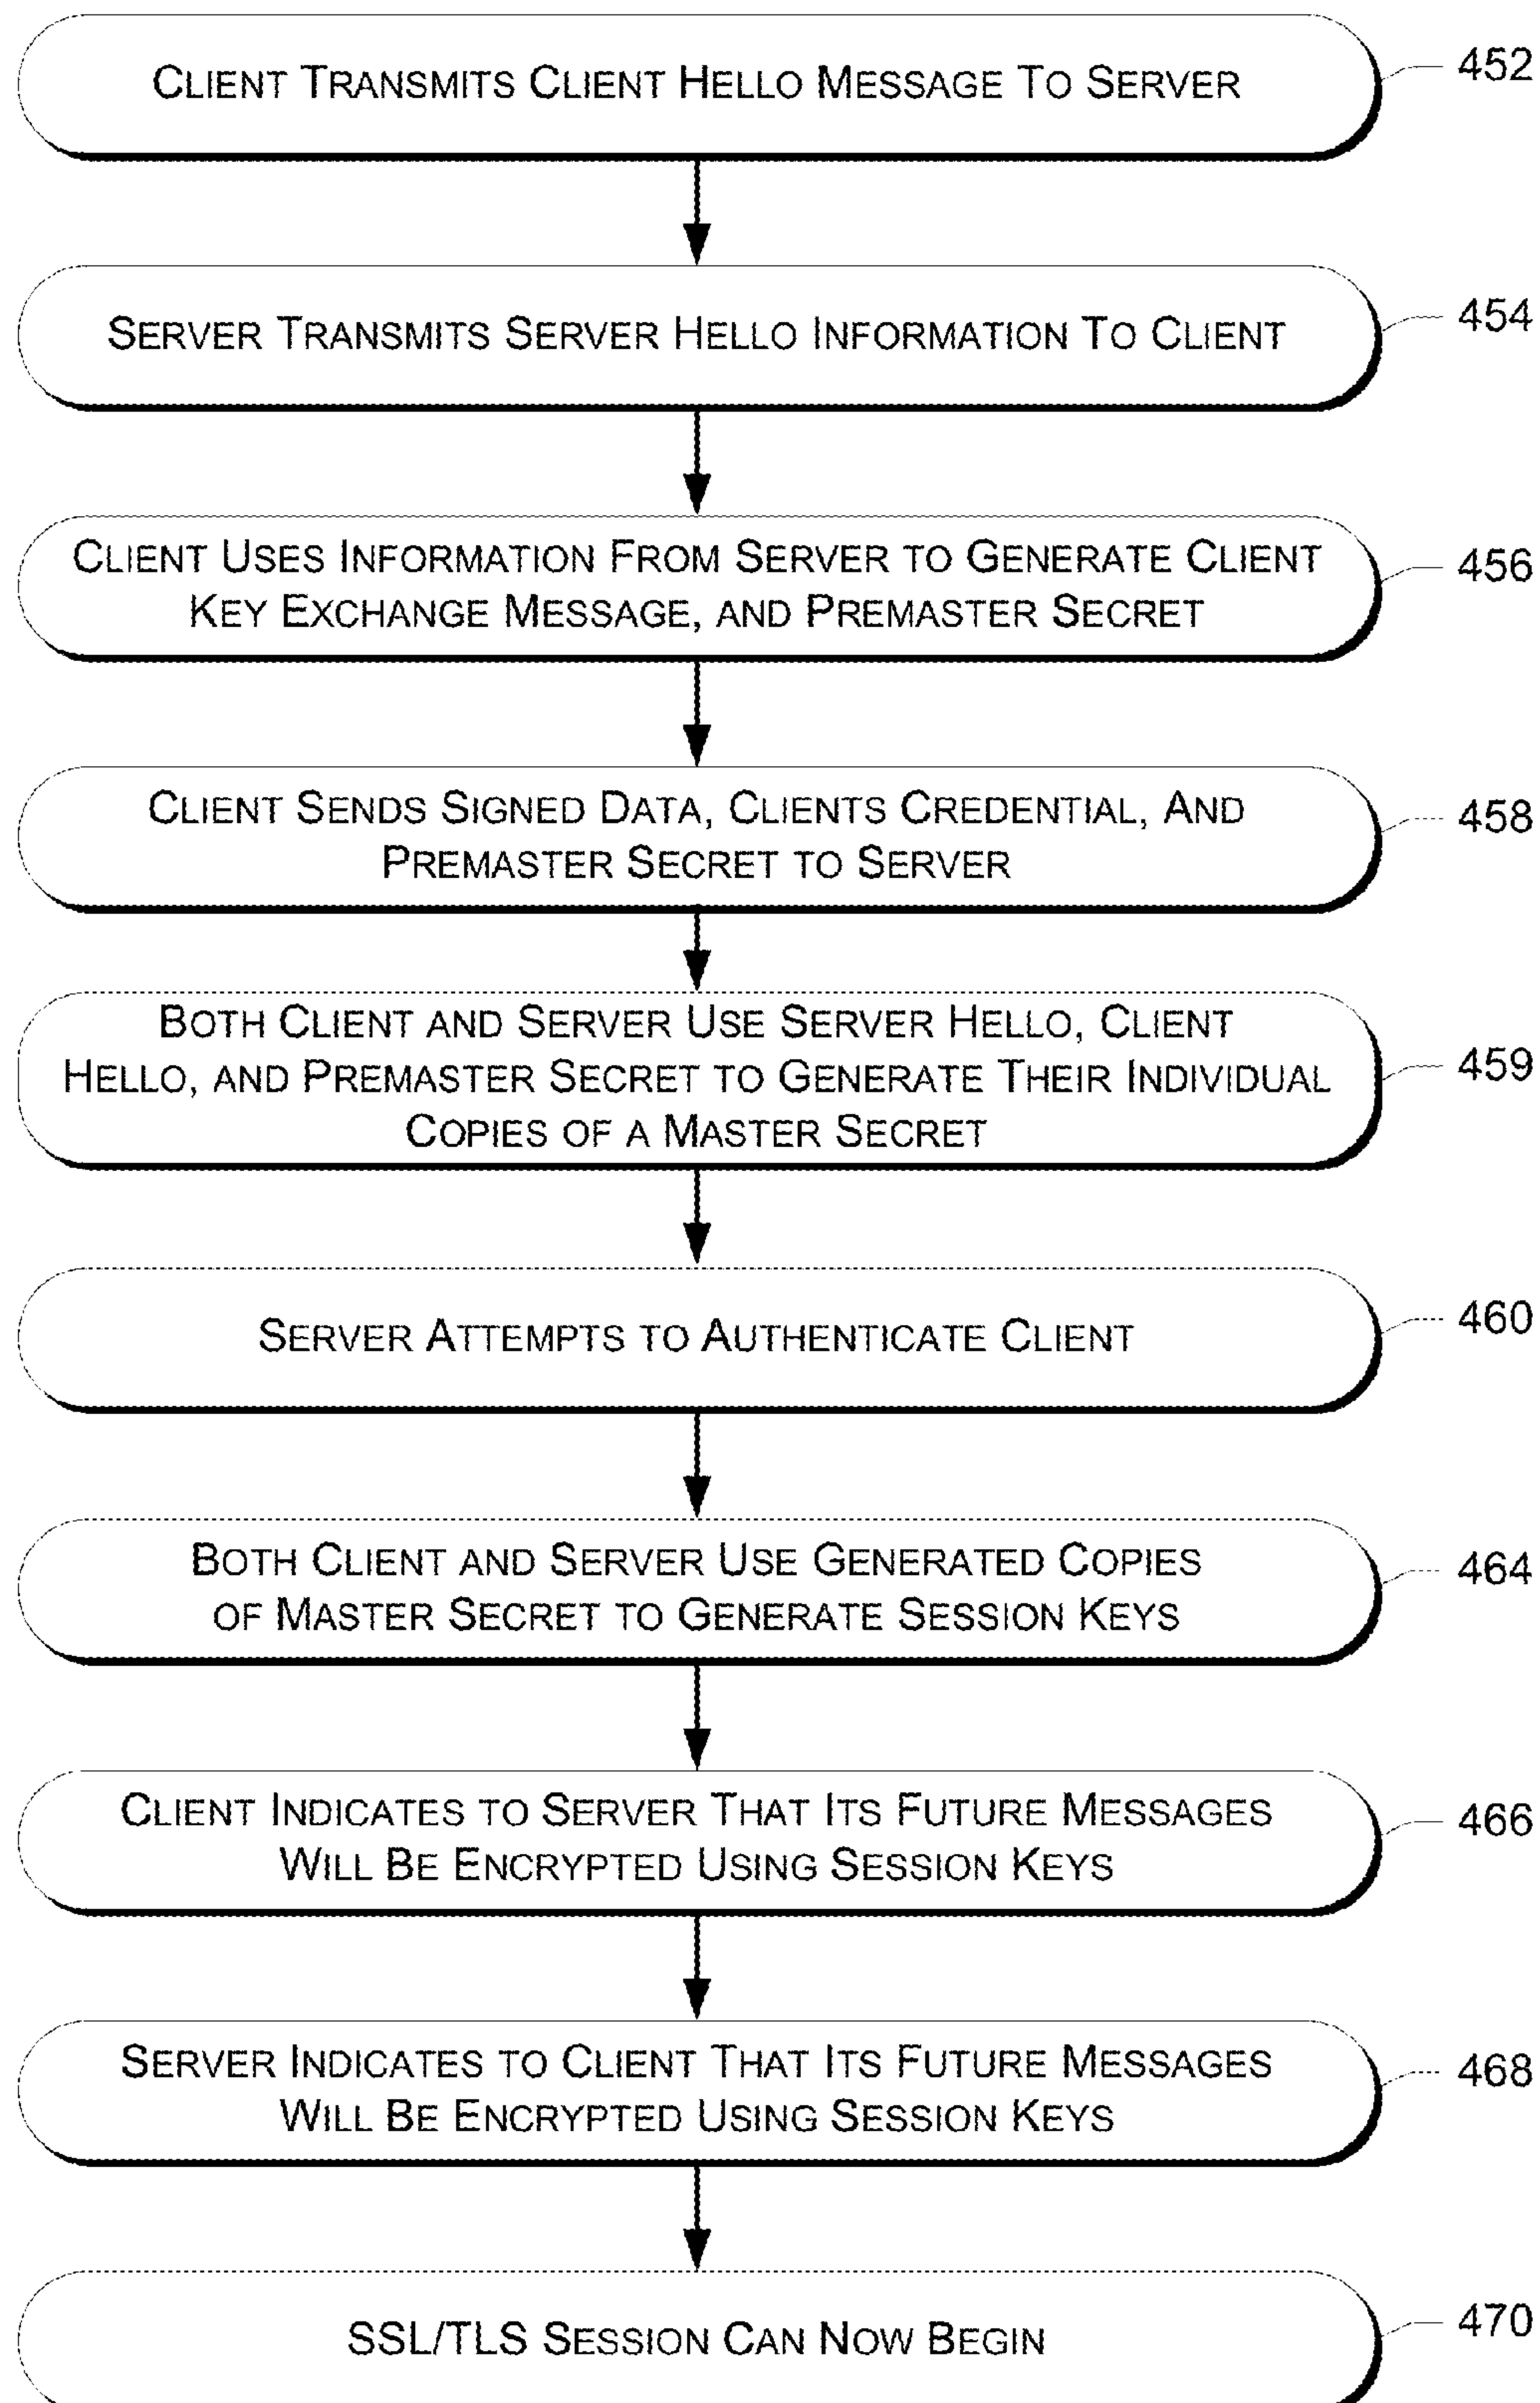 CLIENT TRANSMITS CLIENT HELLO MESSAGE TO SERVER
452
SERVER TRANSMITS SERVER HELLO INFORMATION TO CLIENT
454
CLIENT USES INFORMATION FROM SERVER TO GENERATE CLIENT
KEY EXCHANGE MESSAGE, AND PREMASTER SECRET
456
CLIENT SENDS SIGNED DATA, CLIENTS CREDENTIAL, AND
PREMASTER SECRET TO SERVER
458
BOTH CLIENT AND SERVER USE SERVER HELLO, CLIENT
HELLO, AND PREMASTER SECRET TO GENERATE THEIR INDIVIDUAL
COPIES OF A MASTER SECRET
459
SERVER ATTEMPTS TO AUTHENTICATE CLIENT
460
BOTH CLIENT AND SERVER USE GENERATED COPIES
OF MASTER SECRET TO GENERATE SESSION KEYS
464
CLIENT INDICATES TO SERVER THAT ITS FUTURE MESSAGES
WILL BE ENCRYPTED USING SESSION KEYS
466
SERVER INDICATES TO CLIENT THAT ITS FUTURE MESSAGES
WILL BE ENCRYPTED USING SESSION KEYS
468
SSL/TLS SESSION CAN NOW BEGIN
470